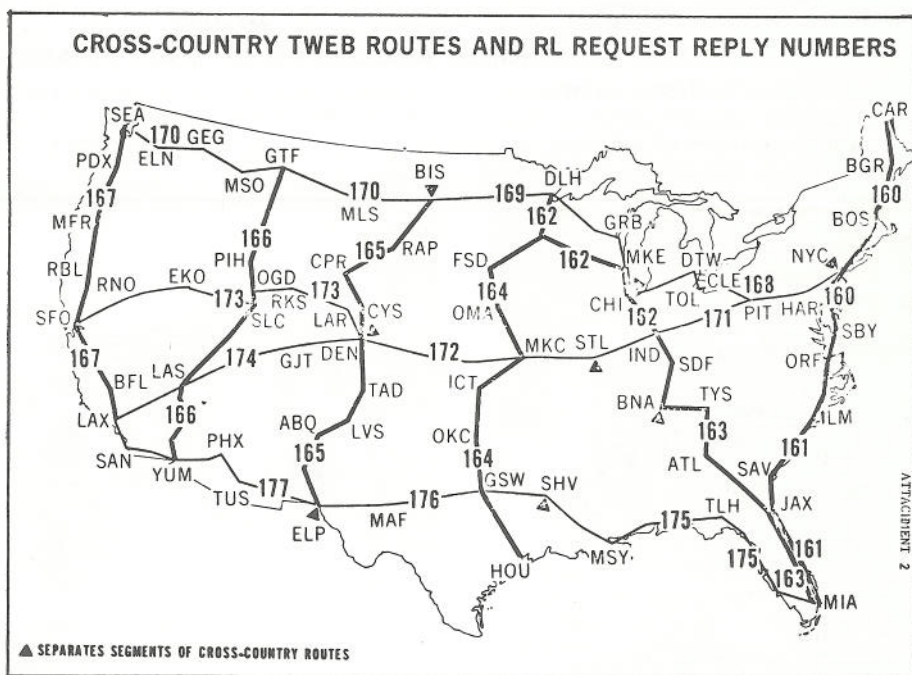 CROSS-COUNTRY TWEB ROUTES AND RL REQUEST REPLY NUMBERS
SEA
CAR
170 GEG
PDX
ELN
GTF
BGR
MSO
BIS
DLH
167
170
169
160
MLS
MFR
162
GRB
BOS
166
165 RAP
PIH
CPR
FSD
162
MKE
DTW
NYC
RBL
RNO
EKO
OGD
CLE
168
173
RKS
173
164
CHI
TOL
PIT
HAR
160
SFO
SLC
LAR
CYS
OMA
162
171
SBY
167
174
GJT
DEN
172
MKC
STL
IND
LAS
ORF
BFL
ICT
SDF
TAD
LAX
166
BNA
TYS
ILM
ABQ
LVS
PHX
OKC
163
SAN
165
164
ATL
161
YUM
SAV
177
GSW
SHV
TUS
176
JAX
ELP
MAF
TLH
175
MSY
161
HOU
175
163
MIA
ATTACHMENT 2
SEPARATES SEGMENTS OF CROSS-COUNTRY ROUTES